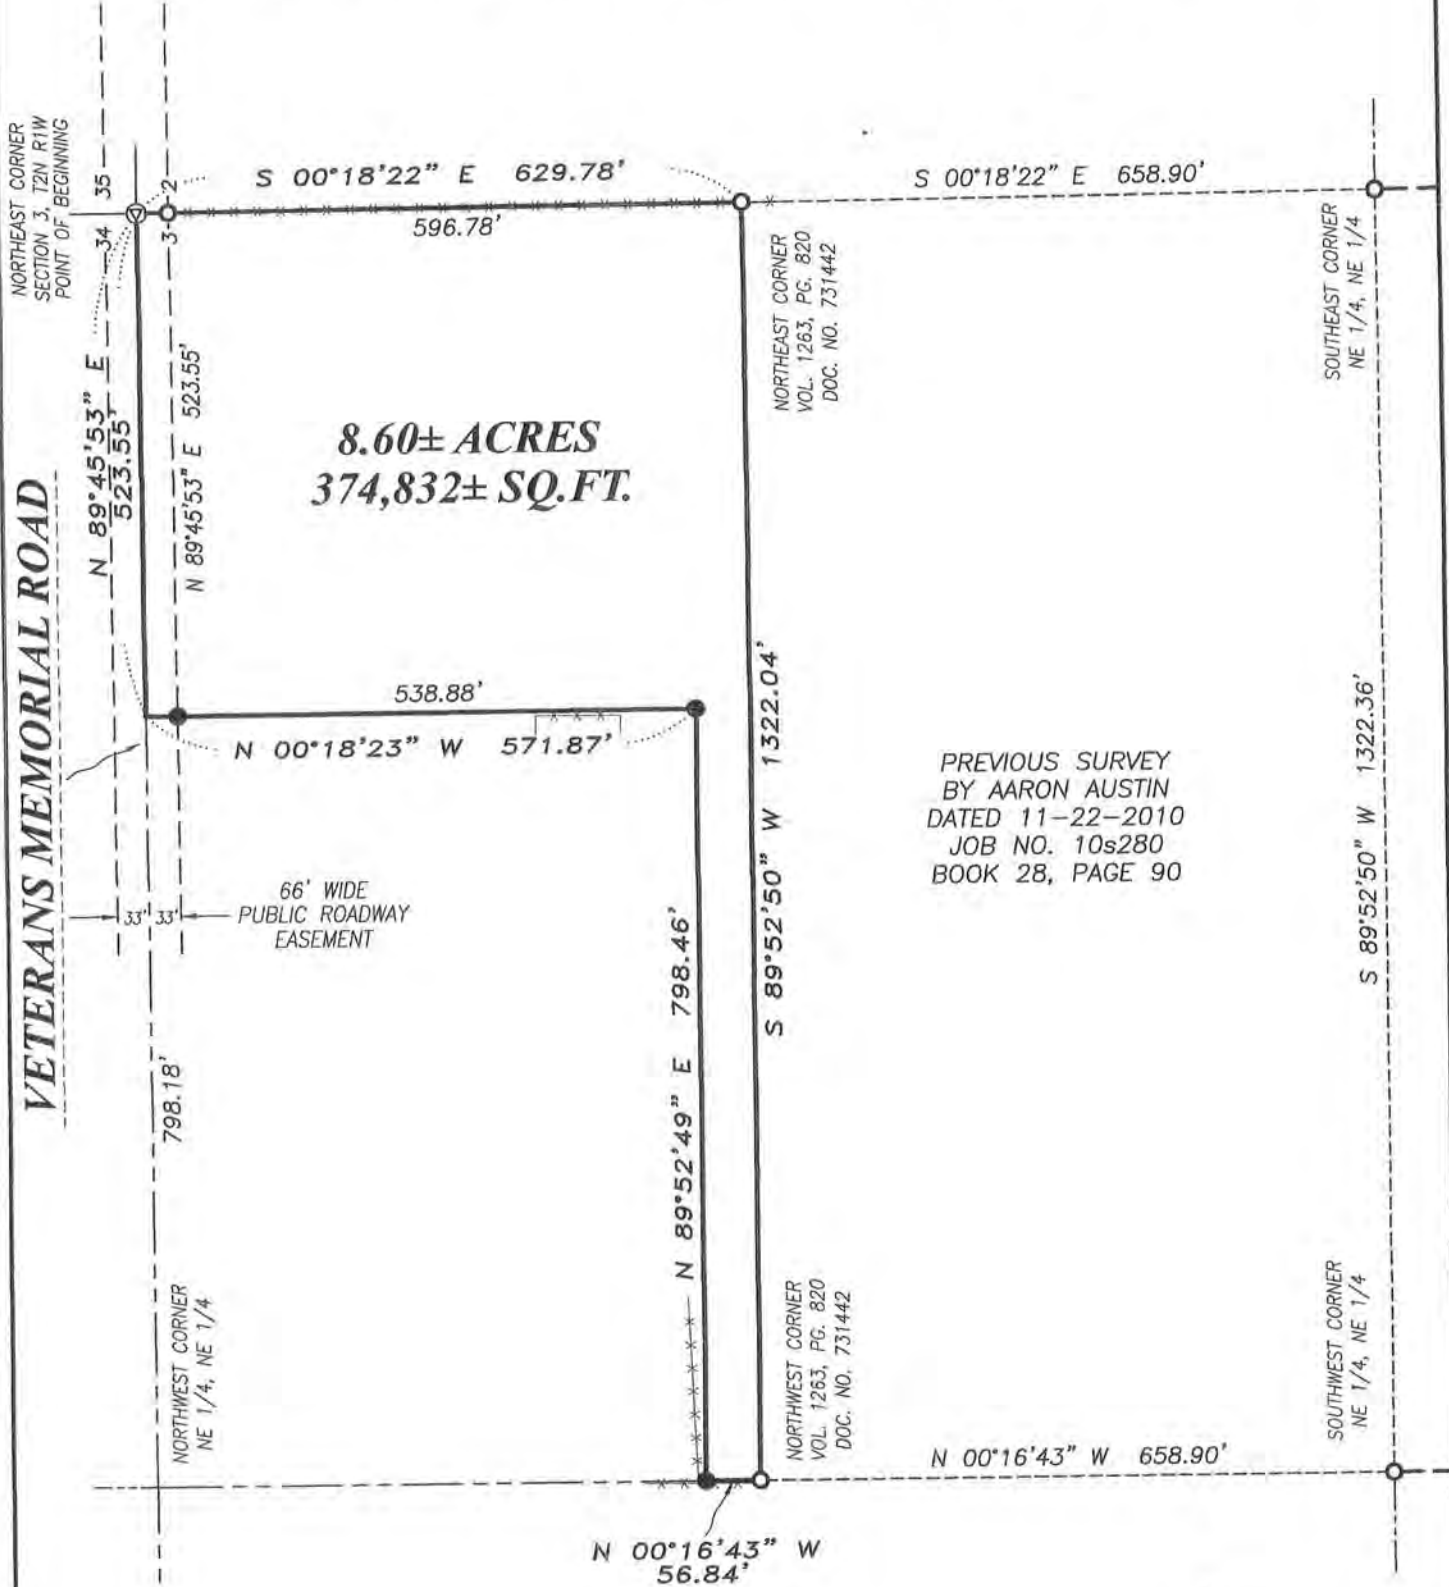 NORTHEAST CORNER
SECTION 3, T2N R1W
POINT OF BEGINNING
35
34
2
3
S 00°18'22" E 629.78'
596.78'
S 00°18'22" E 658.90'
NORTHEAST CORNER
VOL. 1263, PG. 820
DOC. NO. 731442
SOUTHEAST CORNER
NE 1/4, NE 1/4
N 89°45'53" E
523.55'
N 89°45'53" E 523.55'
8.60± ACRES
374,832± SQ.FT.
VETERANS MEMORIAL ROAD
538.88'
N 00°18'23" W 571.87'
S 89°52'50" W 1322.04'
PREVIOUS SURVEY
BY AARON AUSTIN
DATED 11-22-2010
JOB NO. 10s280
BOOK 28, PAGE 90
S 89°52'50" W 1322.36'
33' 33'
66' WIDE
PUBLIC ROADWAY
EASEMENT
798.18'
N 89°52'49" E 798.46'
NORTHWEST CORNER
NE 1/4, NE 1/4
NORTHWEST CORNER
VOL. 1263, PG. 820
DOC. NO. 731442
SOUTHWEST CORNER
NE 1/4, NE 1/4
N 00°16'43" W 658.90'
N 00°16'43" W
56.84'